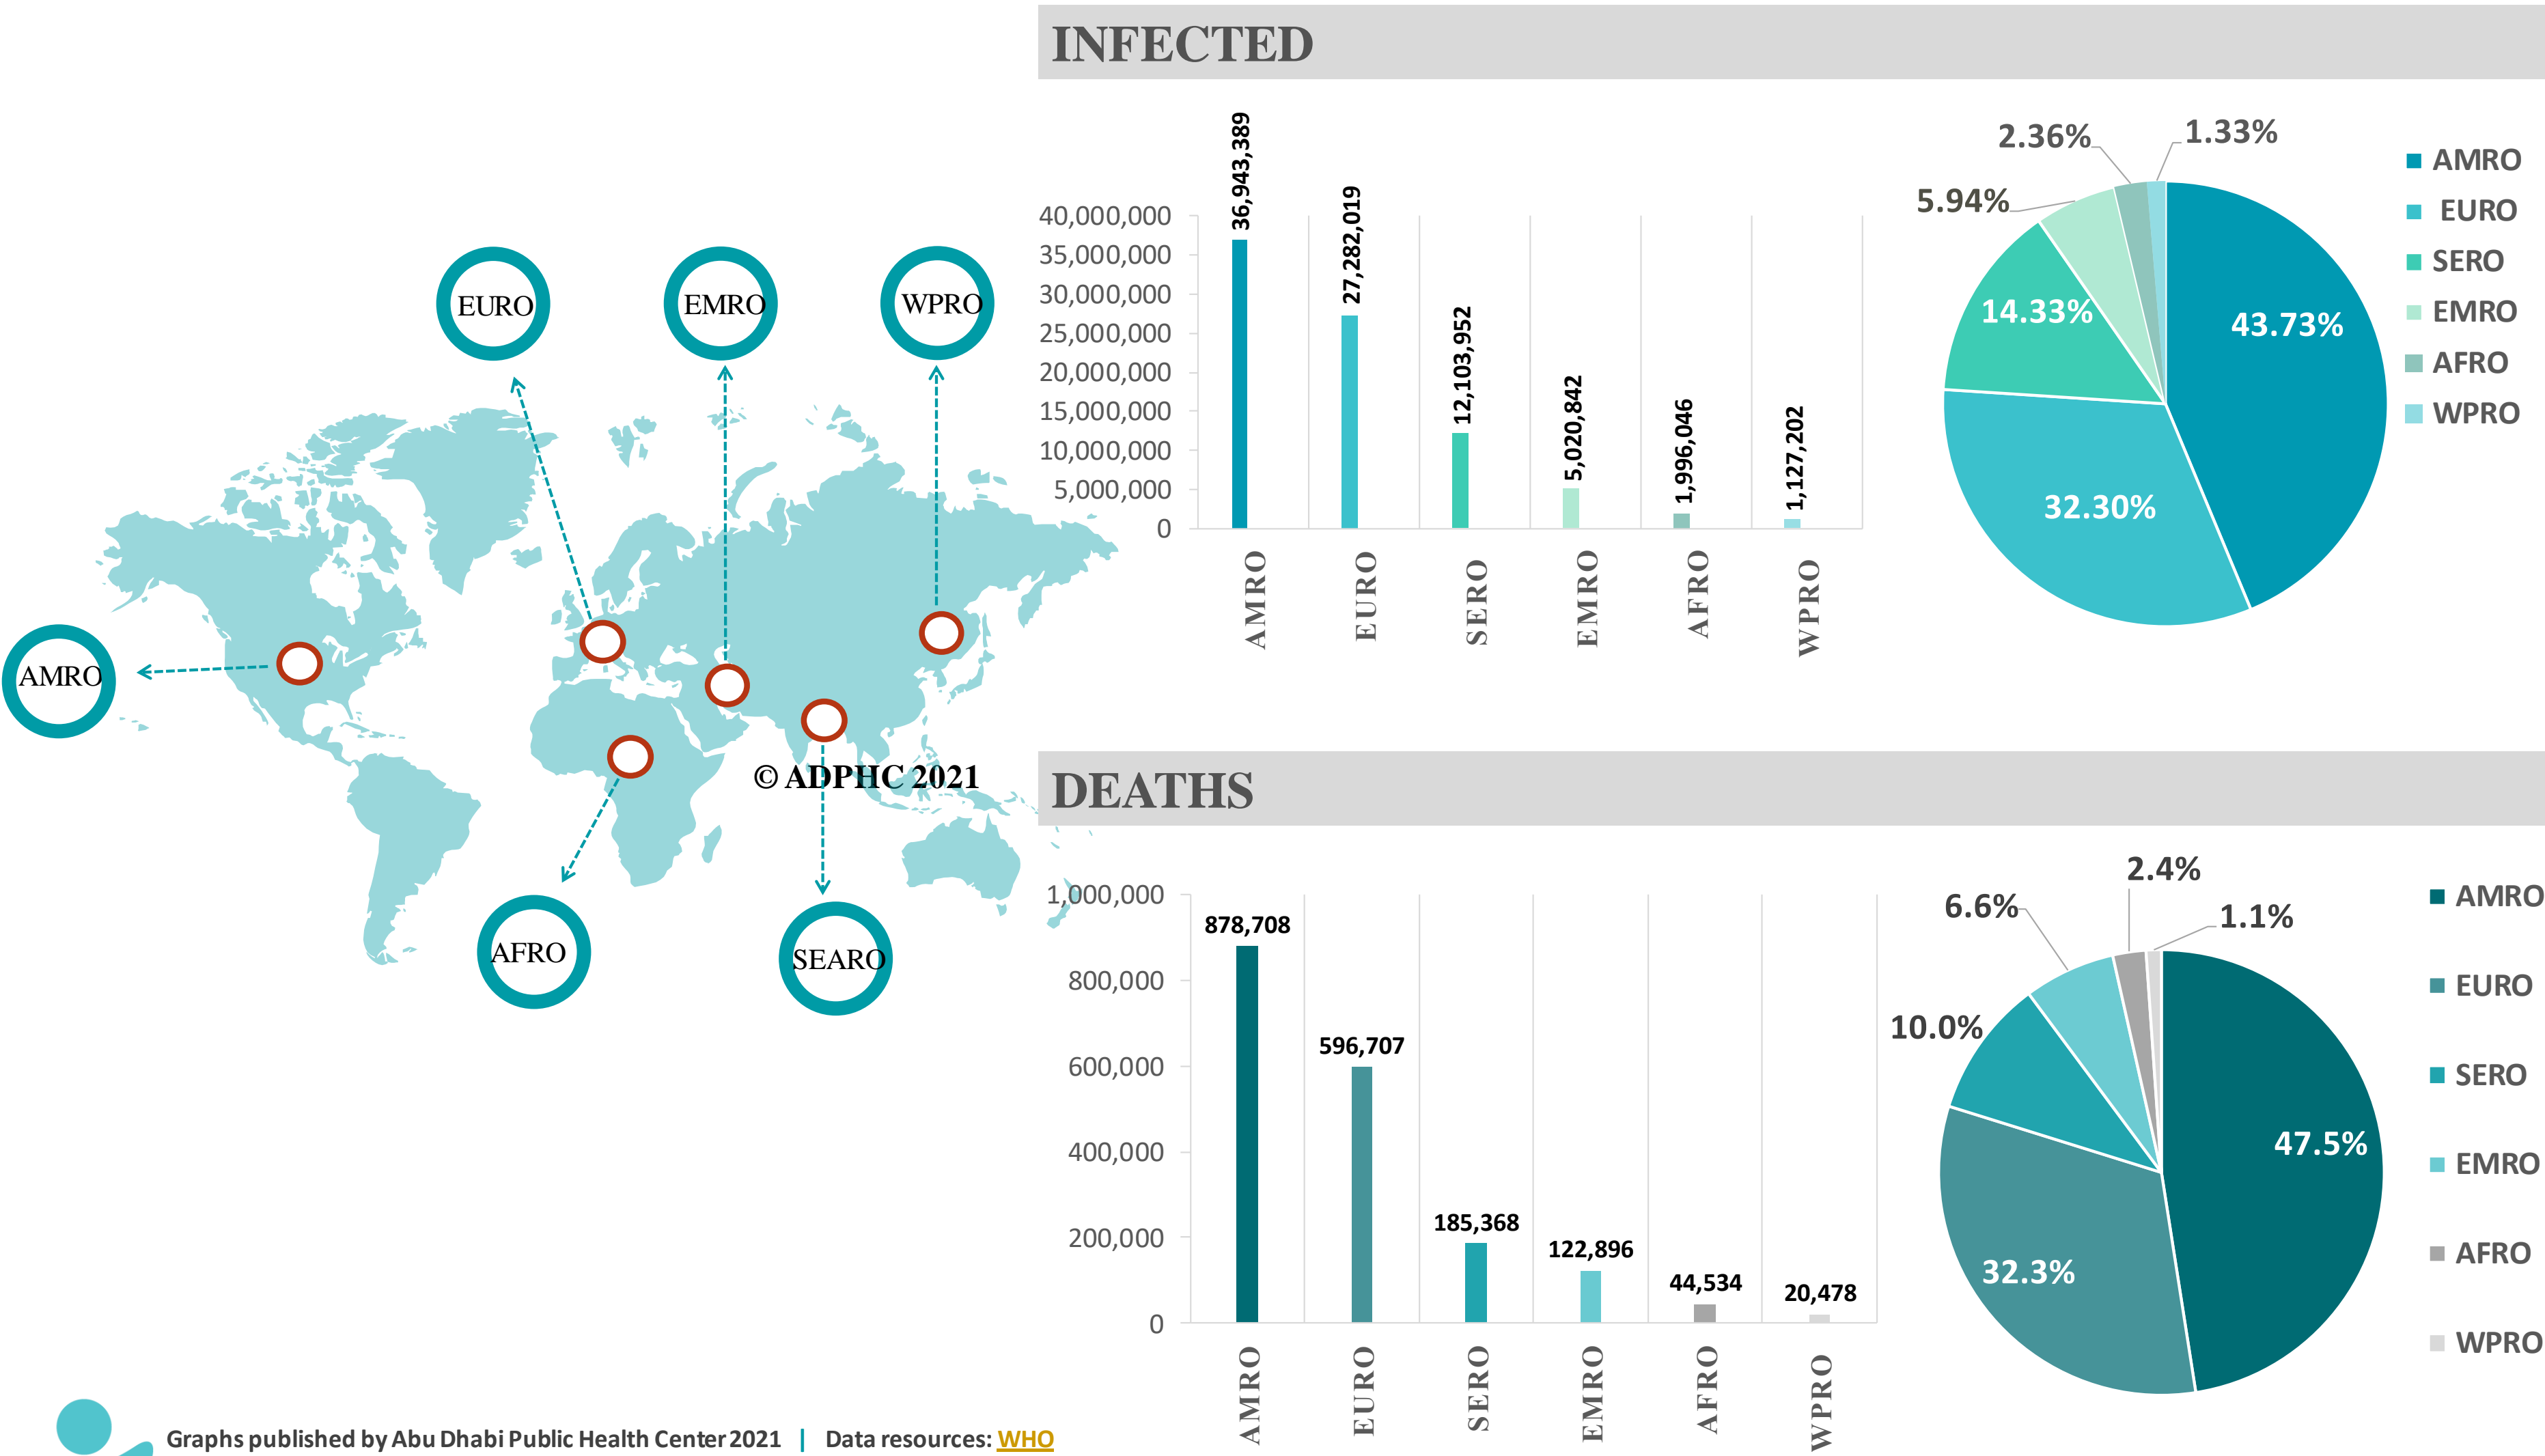 EURO
EMRO
WPRO
AMRO
© ADPHC 2021
AFRO
SEARO
INFECTED
40,000,000
35,000,000
30,000,000
25,000,000
20,000,000
15,000,000
10,000,000
5,000,000
0
36,943,389
27,282,019
12,103,952
5,020,842
1,996,046
1,127,202
AMRO
EURO
SERO
EMRO
AFRO
WPRO
2.36%
1.33%
5.94%
14.33%
43.73%
32.30%
AMRO
EURO
SERO
EMRO
AFRO
WPRO
DEATHS
1,000,000
800,000
600,000
400,000
200,000
0
878,708
596,707
185,368
122,896
44,534
20,478
AMRO
EURO
SERO
EMRO
AFRO
WPRO
2.4%
6.6%
1.1%
10.0%
47.5%
32.3%
AMRO
EURO
SERO
EMRO
AFRO
WPRO
Graphs published by Abu Dhabi Public Health Center 2021 | Data resources: WHO